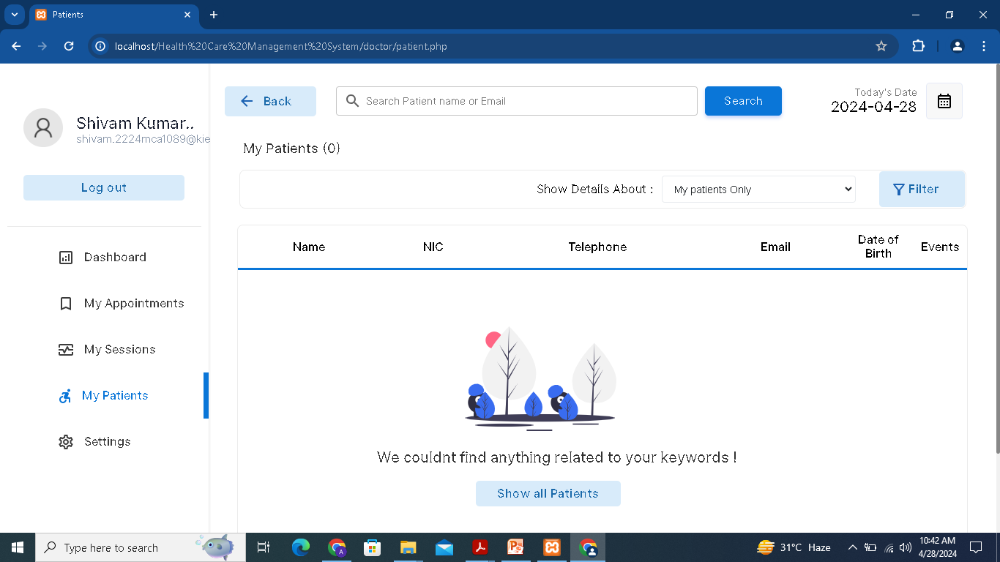 Patients
localhost/Health%20Care%20Management%20System/doctor/patient.php
Shivam Kumar..
shivam.2224mca1089@kie
Log out
Dashboard
My Appointments
My Sessions
My Patients
Settings
Back
Search Patient name or Email
Search
Today's Date
2024-04-28
My Patients (0)
Show Details About :
My patients Only
Filter
Name NIC Telephone Email Date of Birth Events
We couldnt find anything related to your keywords !
Show all Patients
Type here to search
A
31°C Haze
10:42 AM
4/28/2024